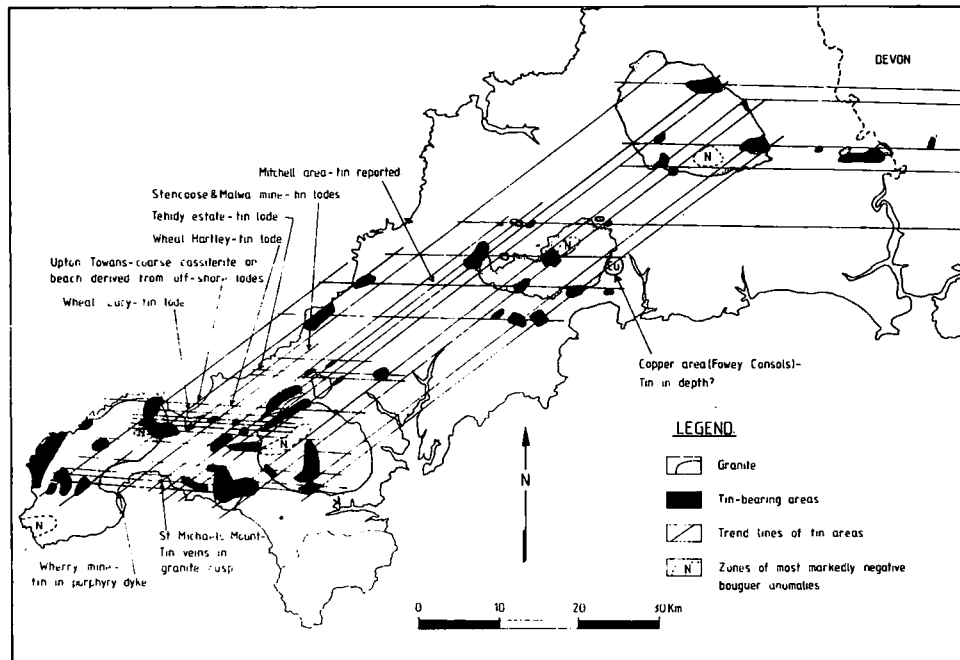 DEVON
Mitchell area-tin reported
Stencoose & Malwa mine-tin lodes
Tehidy estate-tin lode
Wheal Hartley-tin lode
Upton Towans-coarse cassiterite on
beach derived from off-shore lodes
Wheal tin lode
N
N
N
N
N
CU
Copper area (Fowey Consols)-
Tin in depth?
N
St Michaels Mount-
Tin veins in
granite cusp
Wherry mine-
tin in porphyry dyke
LEGEND
Granite
Tin-bearing areas
Trend lines of tin areas
N Zones of most markedly negative
bouguer anomalies
0 10 20 30 Km